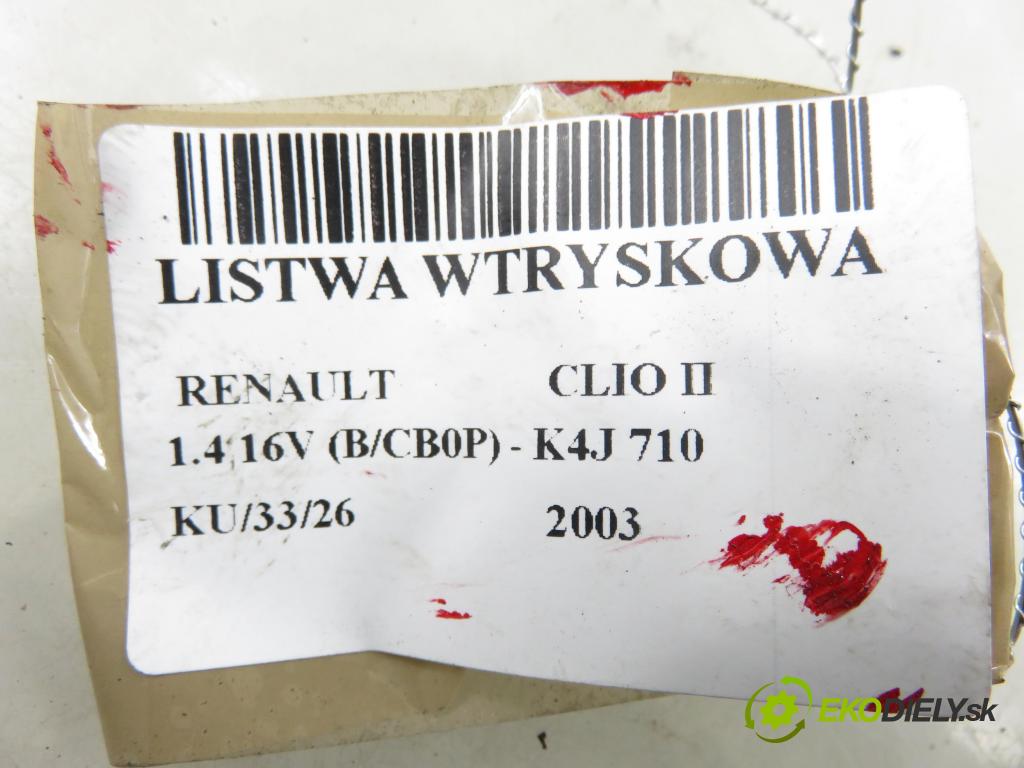 LISTWA WTRYSKOWA
RENAULT CLIO II
1.4 16V (B/CB0P) - K4J 710
KU/33/26 2003
EKODIELY.sk